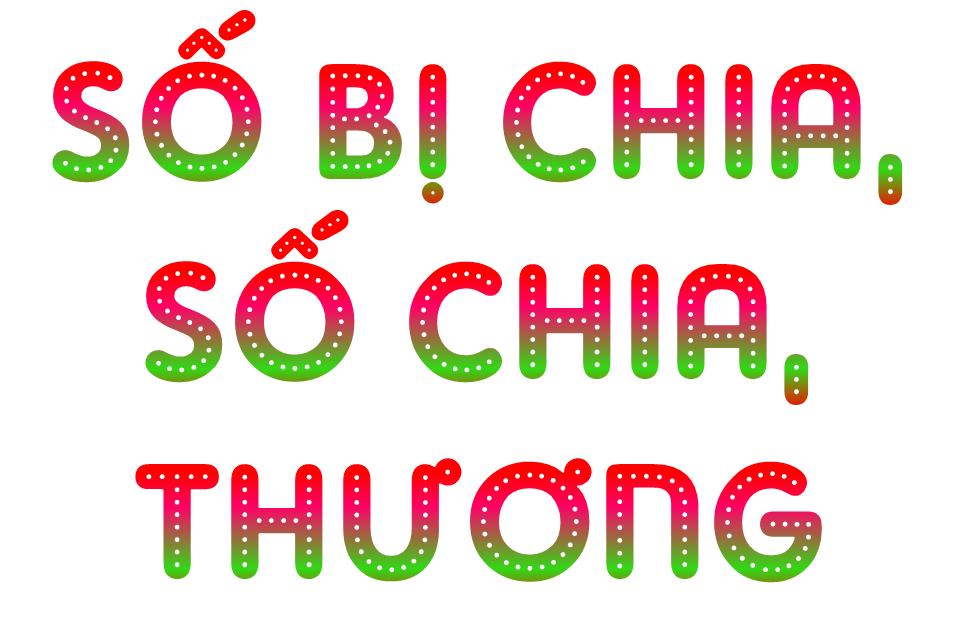 SỐ BỊ CHIA,
SỐ CHIA,
THƯƠNG